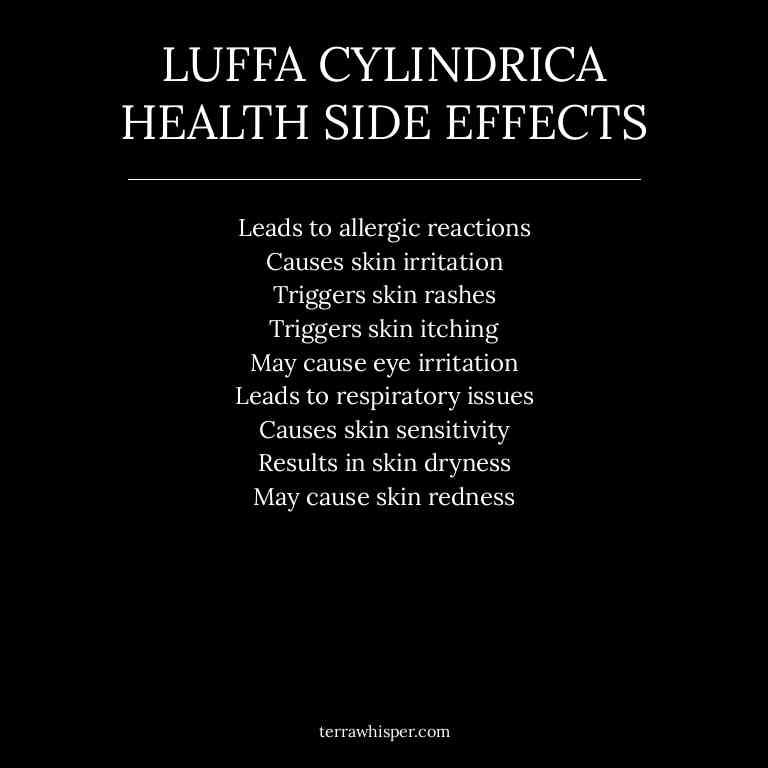 LUFFA CYLINDRICA
HEALTH SIDE EFFECTS
Leads to allergic reactions
Causes skin irritation
Triggers skin rashes
Triggers skin itching
May cause eye irritation
Leads to respiratory issues
Causes skin sensitivity
Results in skin dryness
May cause skin redness
terrawhisper.com